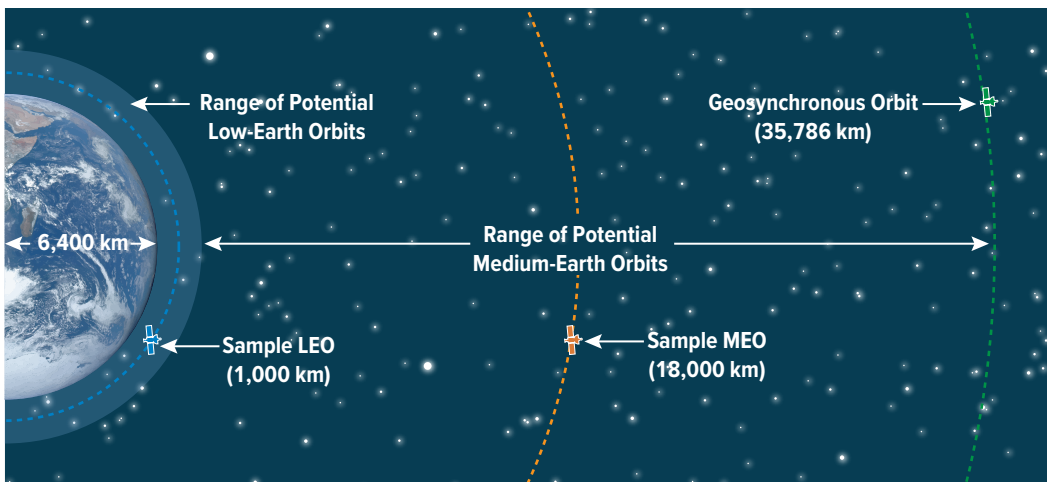 Range of Potential
Low-Earth Orbits
Geosynchronous Orbit
(35,786 km)
6,400 km
Range of Potential
Medium-Earth Orbits
Sample LEO
(1,000 km)
Sample MEO
(18,000 km)